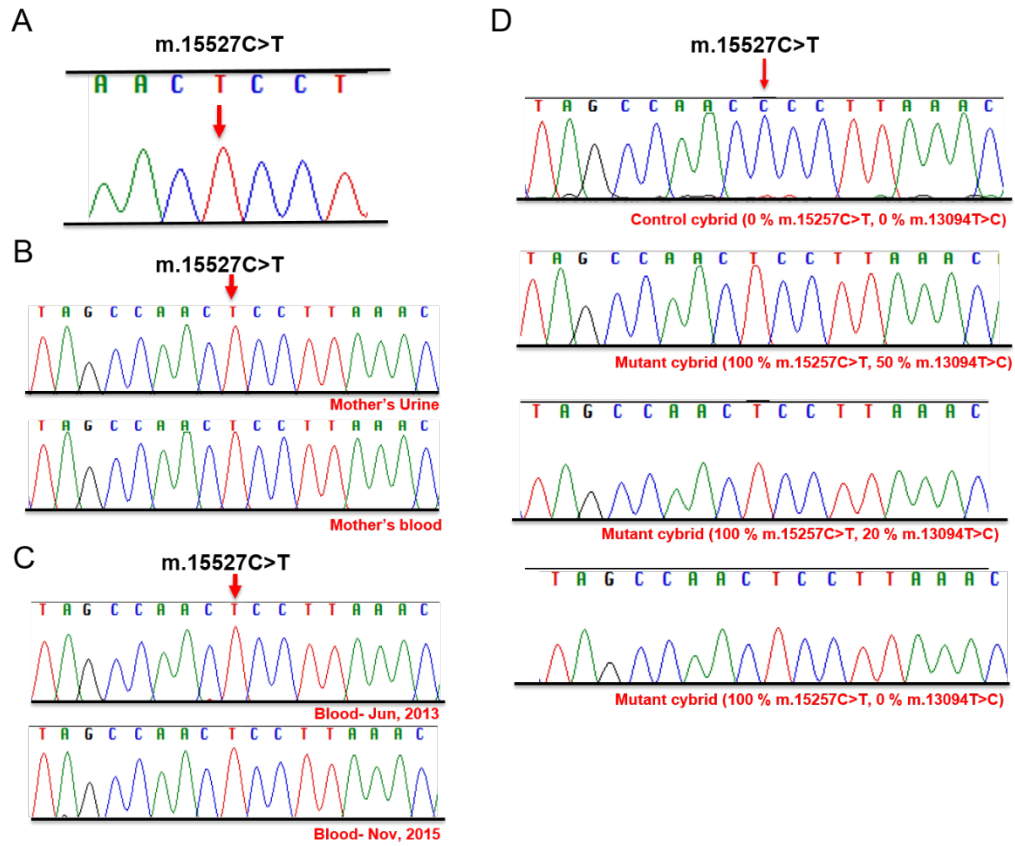 A
m.15527C>T
A A C T C C T
B
m.15527C>T
T A G C C A A C T C C T T A A A C
Mother's Urine
T A G C C A A C T C C T T A A A C
Mother's blood
C
m.15527C>T
T A G C C A A C T C C T T A A A C
Blood- Jun, 2013
T A G C C A A C T C C T T A A A C
Blood- Nov, 2015
D
m.15527C>T
T A G C C A A C C C C T T A A A C
Control cybrid (0 % m.15257C>T, 0 % m.13094T>C)
T A G C C A A C T C C T T A A A C
Mutant cybrid (100 % m.15257C>T, 50 % m.13094T>C)
T A G C C A A C T C C T T A A A C
Mutant cybrid (100 % m.15257C>T, 20 % m.13094T>C)
T A G C C A A C T C C T T A A A C
Mutant cybrid (100 % m.15257C>T, 0 % m.13094T>C)